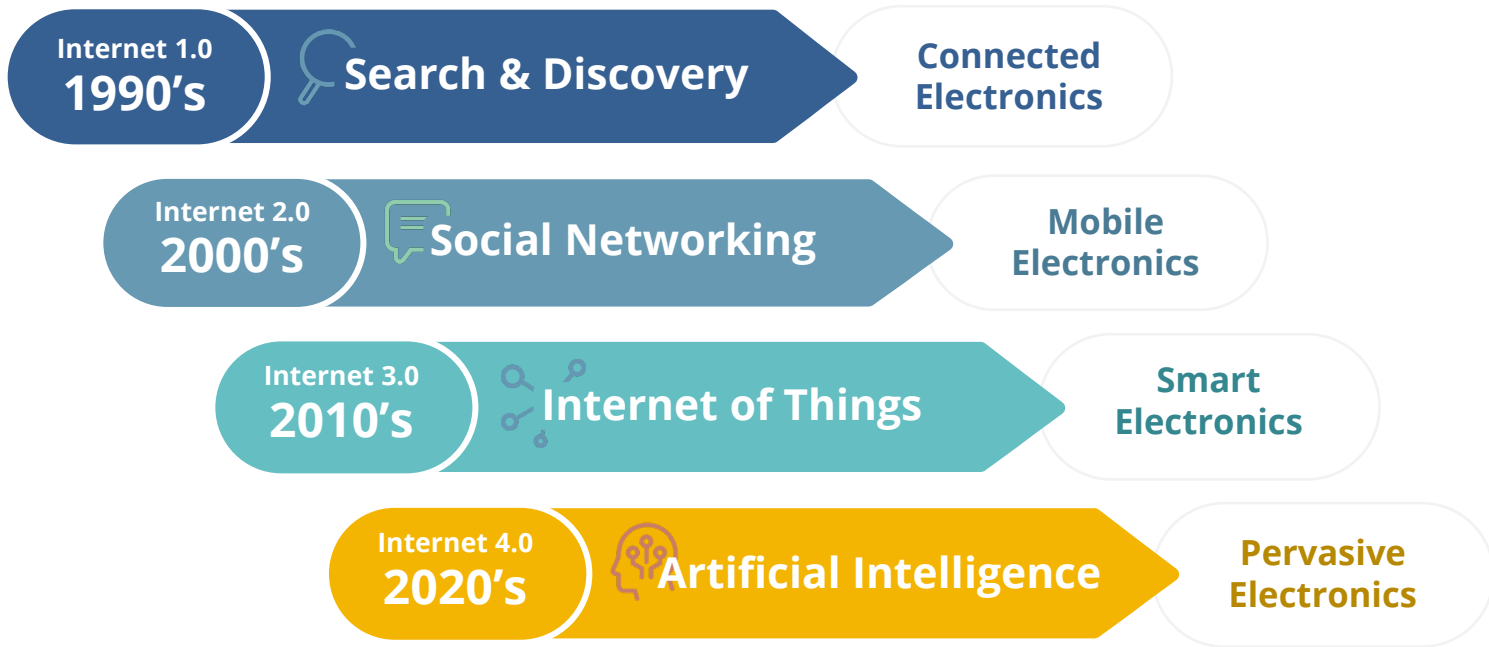 Internet 1.0
1990’s
Search & Discovery
Connected
Electronics
Internet 2.0
2000’s
Social Networking
Mobile
Electronics
Internet 3.0
2010’s
Internet of Things
Smart
Electronics
Internet 4.0
2020’s
Artificial Intelligence
Pervasive
Electronics